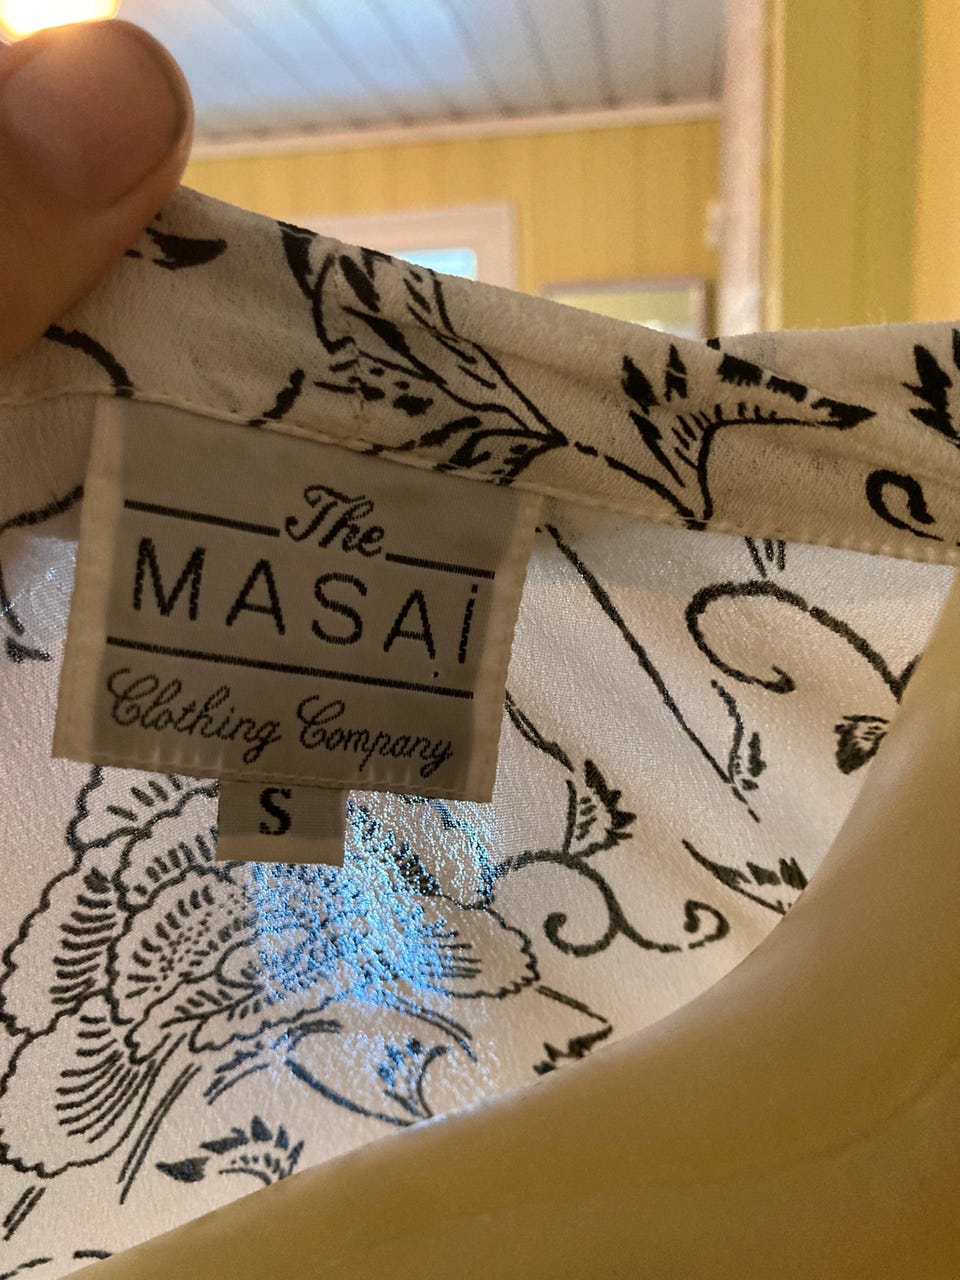 The
MASAi
Clothing Company
S